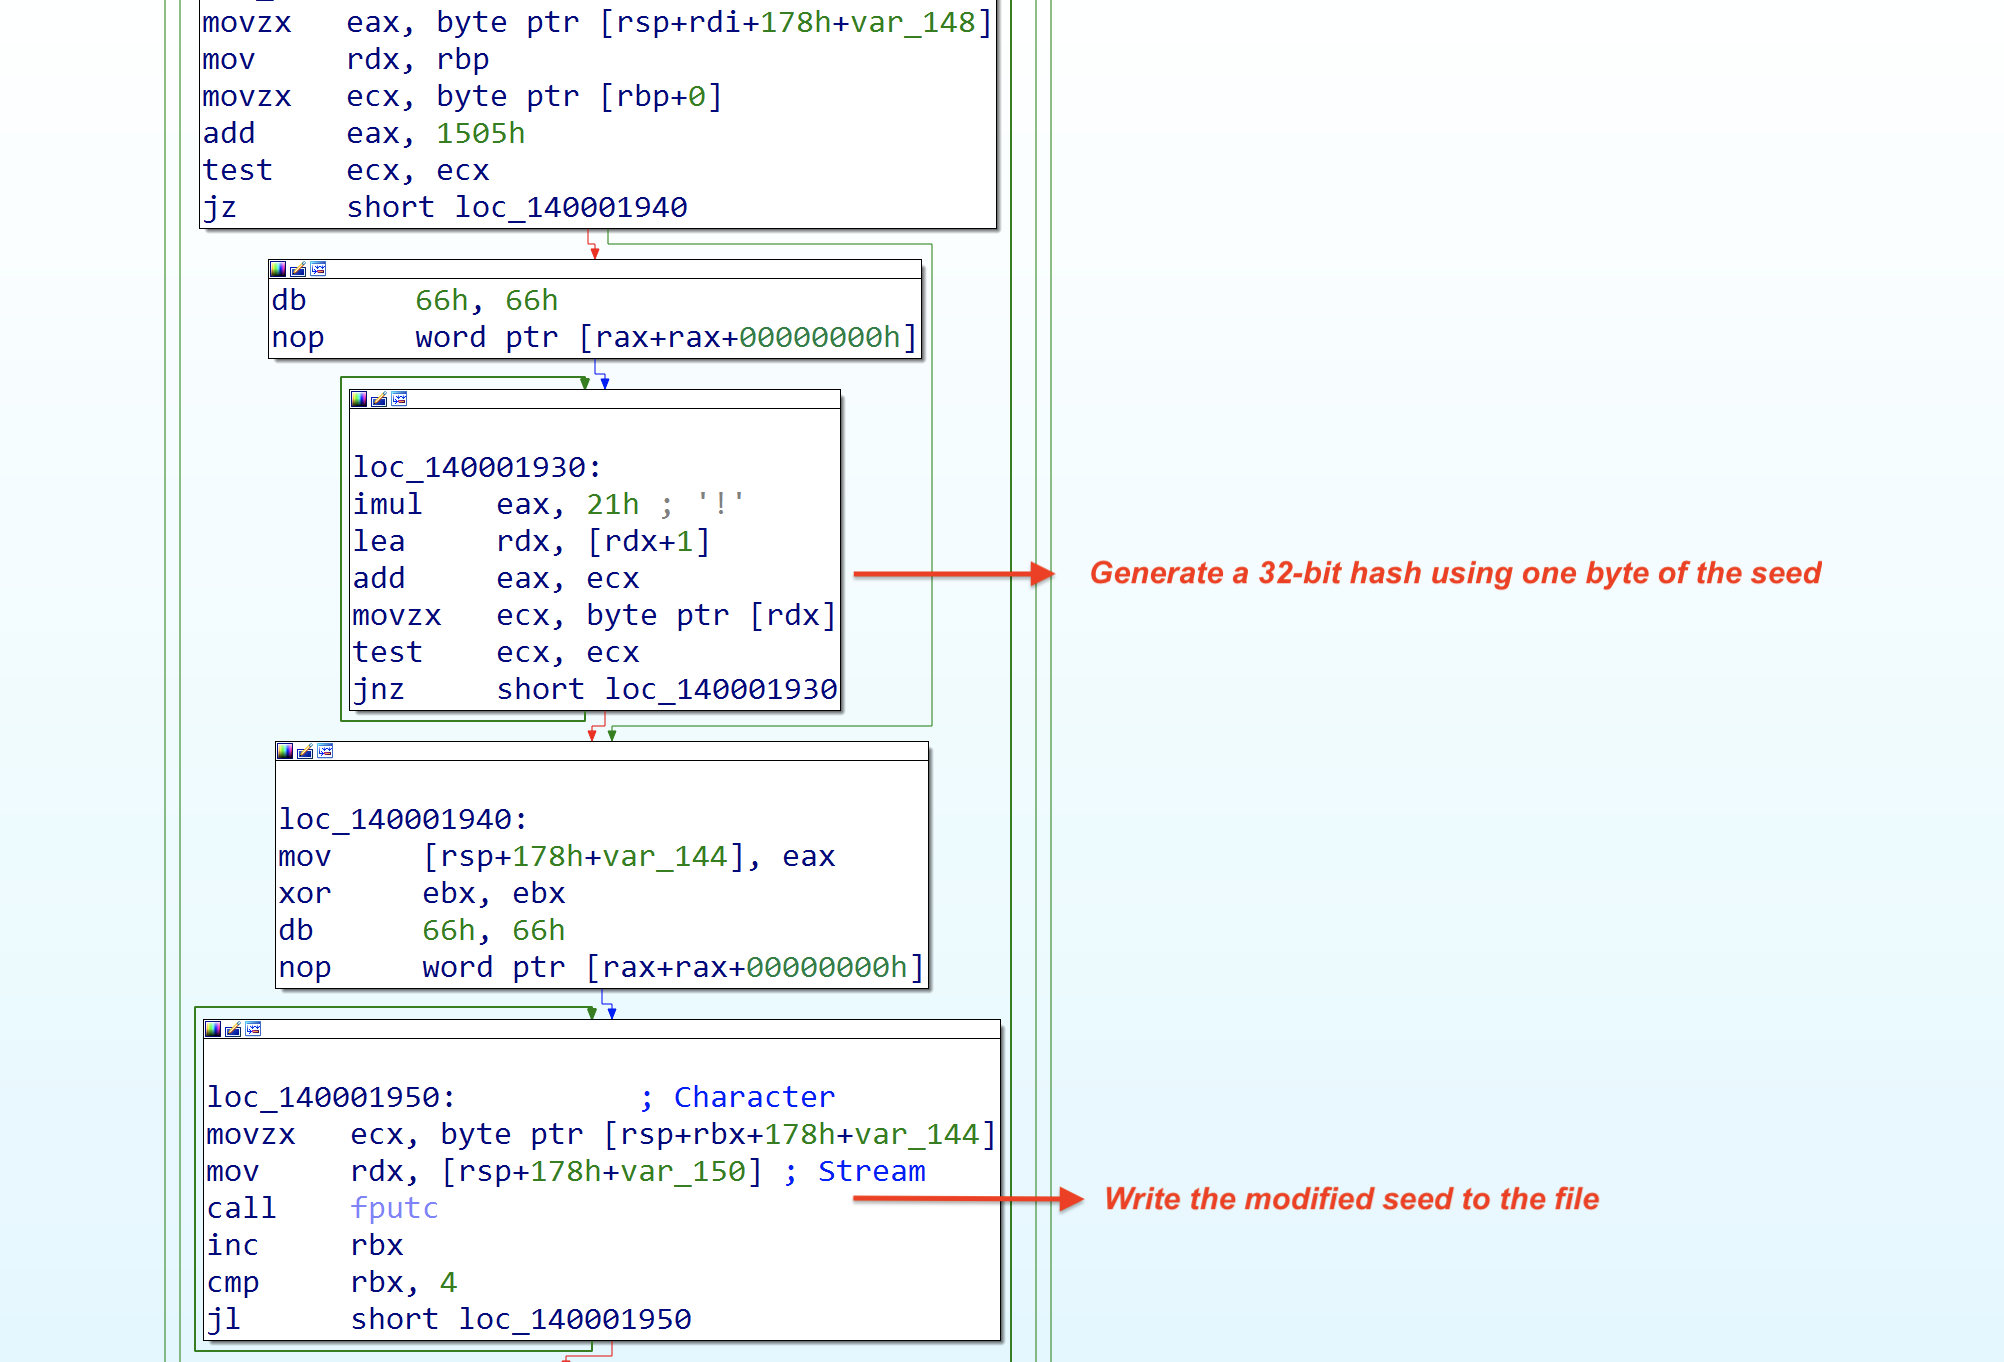 movzx eax, byte ptr [rsp+rdi+178h+var_148]
mov rdx, rbp
movzx ecx, byte ptr [rbp+0]
add eax, 1505h
test ecx, ecx
jz short loc_140001940
db 66h, 66h
nop word ptr [rax+rax+00000000h]
loc_140001930:
imul eax, 21h ; '!'
lea rdx, [rdx+1]
add eax, ecx
Generate a 32-bit hash using one byte of the seed
movzx ecx, byte ptr [rdx]
test ecx, ecx
jnz short loc_140001930
loc_140001940:
mov [rsp+178h+var_144], eax
xor ebx, ebx
db 66h, 66h
nop word ptr [rax+rax+00000000h]
loc_140001950: ; Character
movzx ecx, byte ptr [rsp+rbx+178h+var_144]
mov rdx, [rsp+178h+var_150] ; Stream
call fputc
Write the modified seed to the file
inc rbx
cmp rbx, 4
jl short loc_140001950